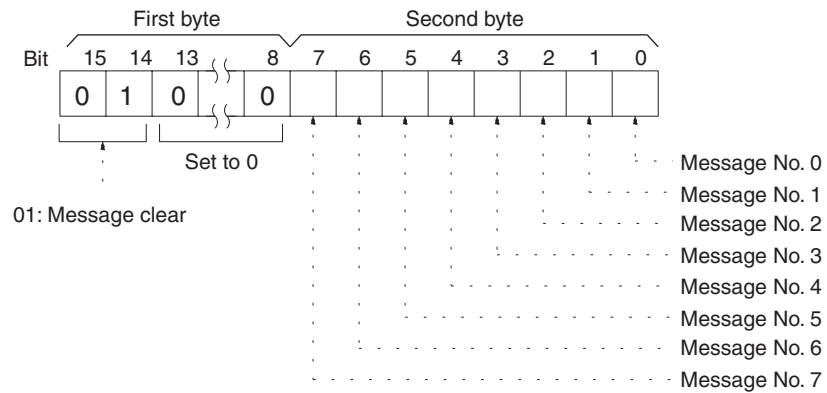 First byte Second byte
Bit 15 14 13 8 7 6 5 4 3 2 1 0
0 1 0 0
Set to 0
01: Message clear
Message No. 0
Message No. 1
Message No. 2
Message No. 3
Message No. 4
Message No. 5
Message No. 6
Message No. 7